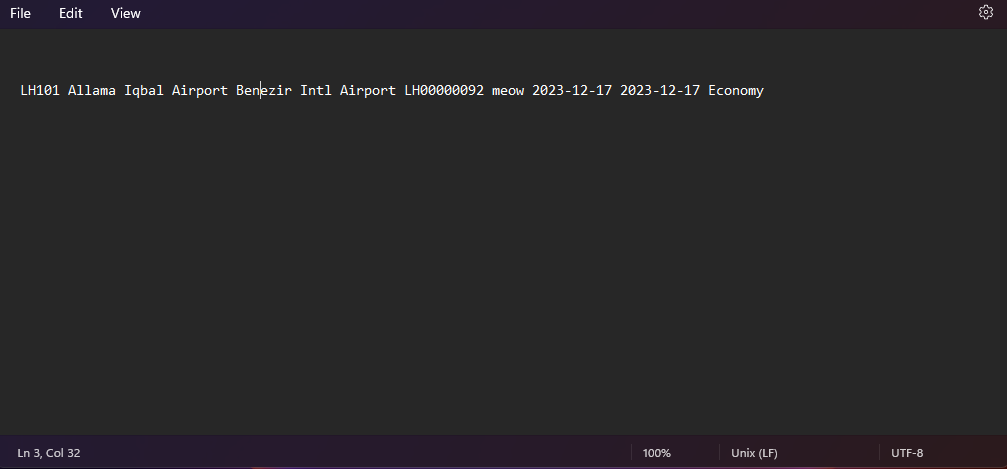 File Edit View
LH101 Allama Iqbal Airport Benezir Intl Airport LH00000092 meow 2023-12-17 2023-12-17 Economy
Ln 3, Col 32 100% Unix (LF) UTF-8